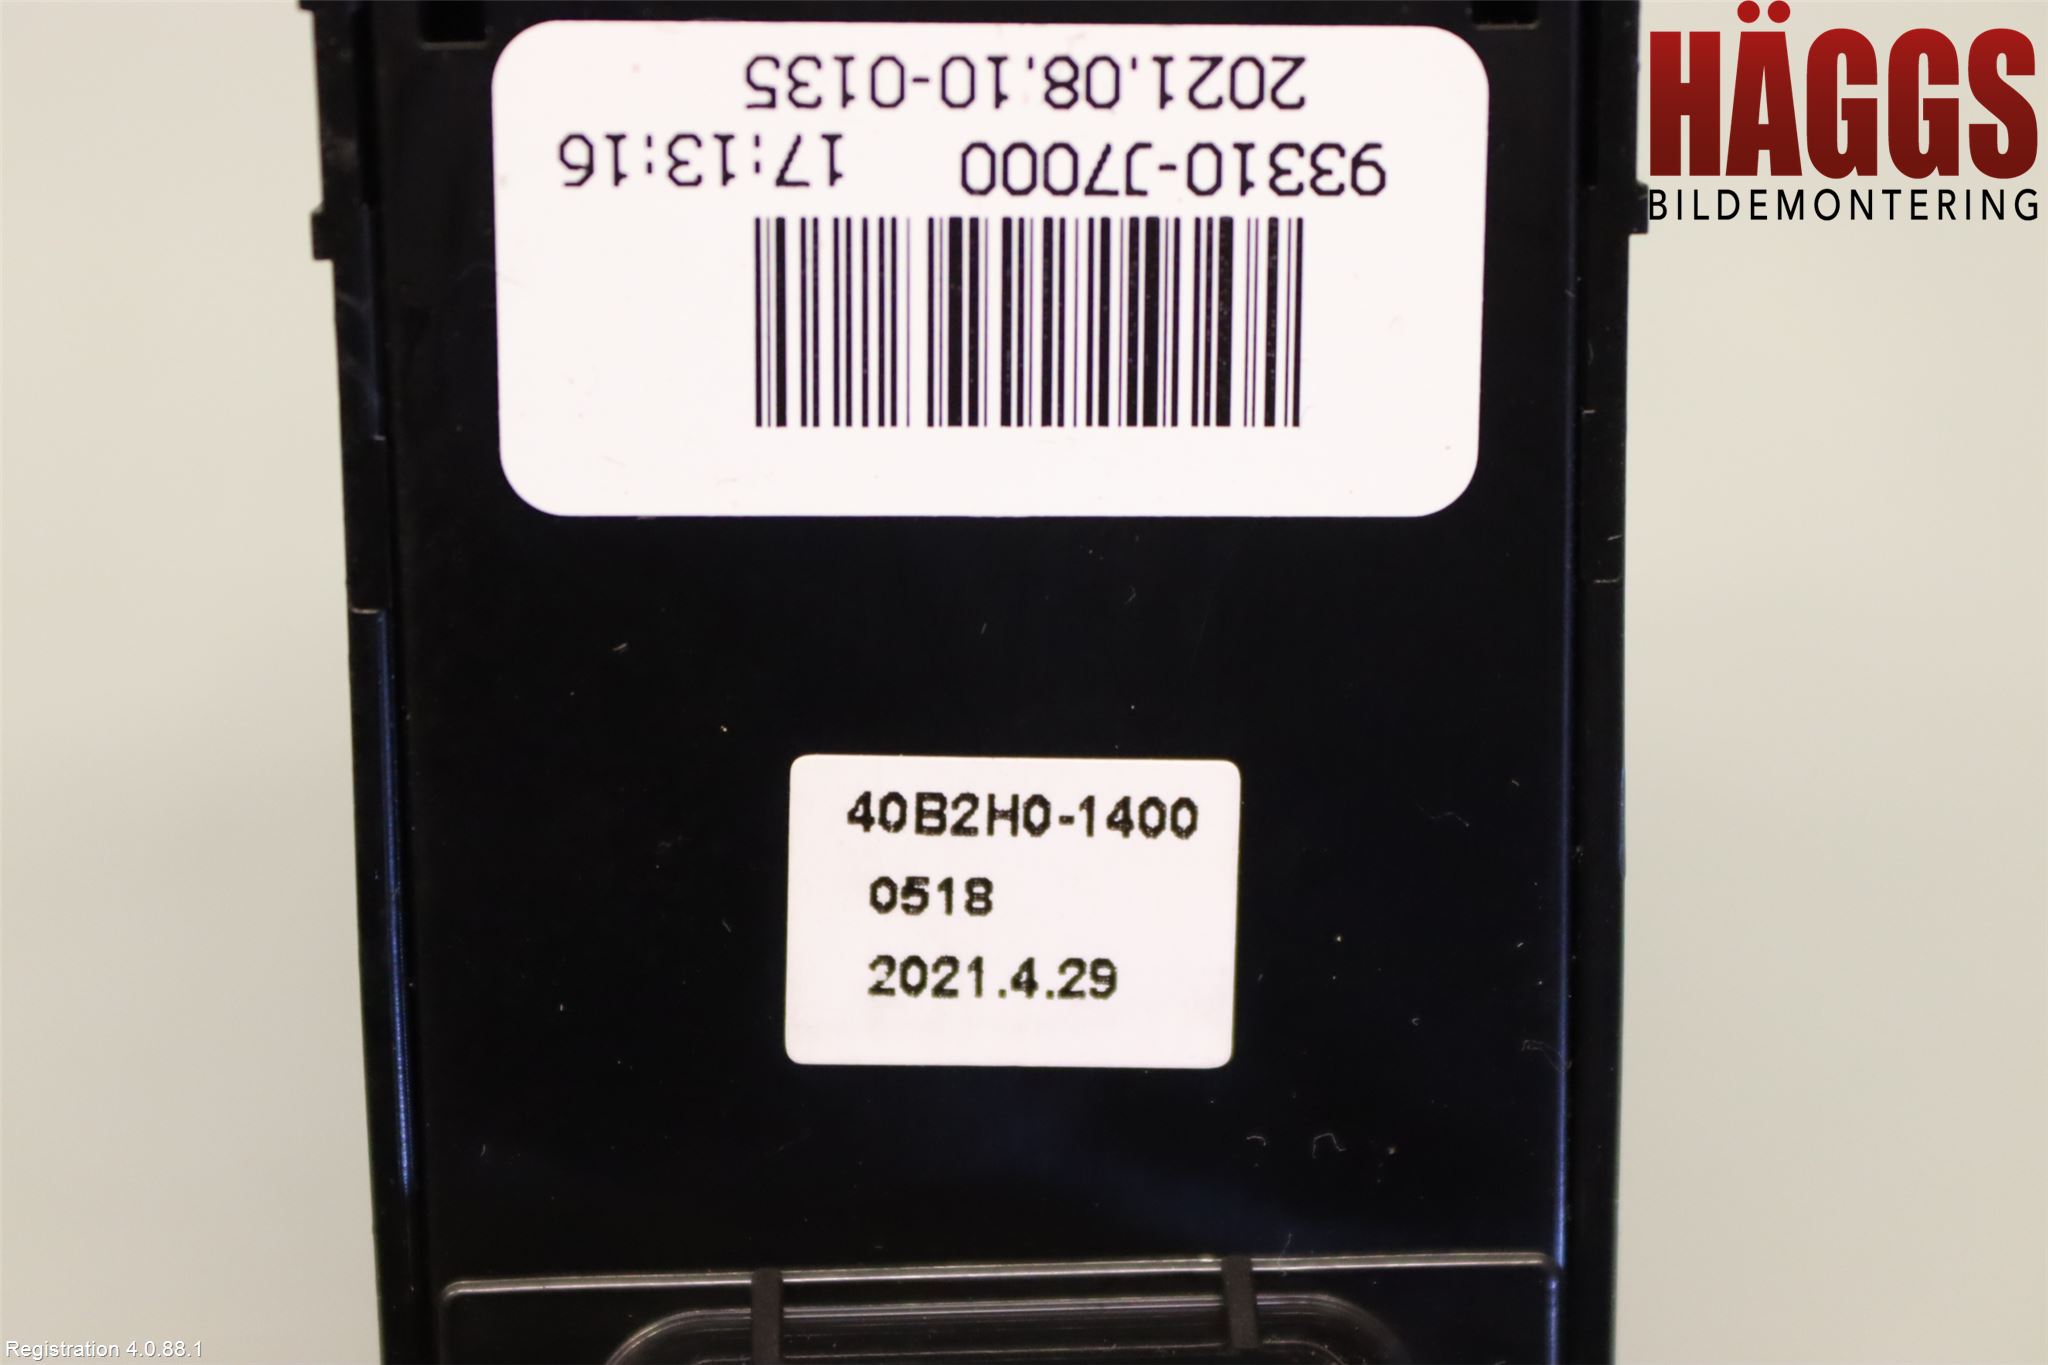 HÄGGS
BILDEMONTERING
93310-J7000 17:13:16
2021.08.10-0135
40B2H0-1400
0518
2021.4.29
Registration 4.0.88.1